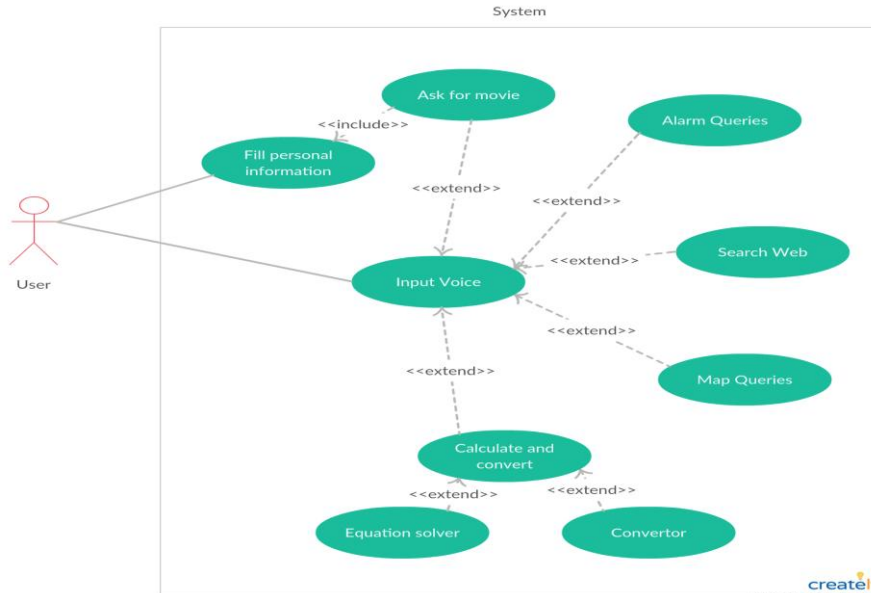 System
Ask for movie
<<include>>
Alarm Queries
Fill personal
information
<<extend>>
<<extend>>
User
Input Voice
<<extend>>
Search Web
<<extend>>
<<extend>>
Map Queries
Calculate and
convert
<<extend>>
<<extend>>
Equation solver
Convertor
createl